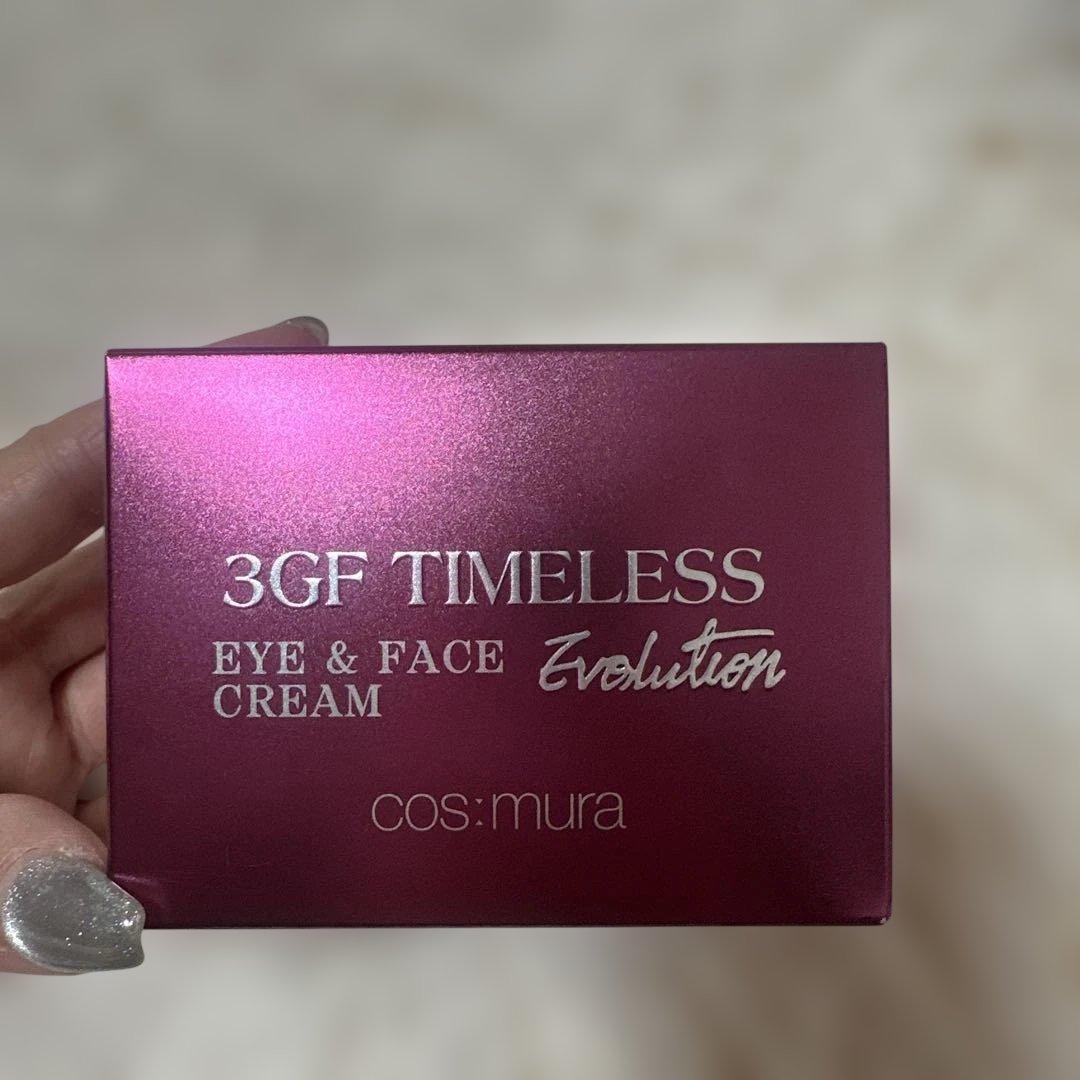 3GF TIMELESS
EYE & FACE Evolution
CREAM
cos:mura